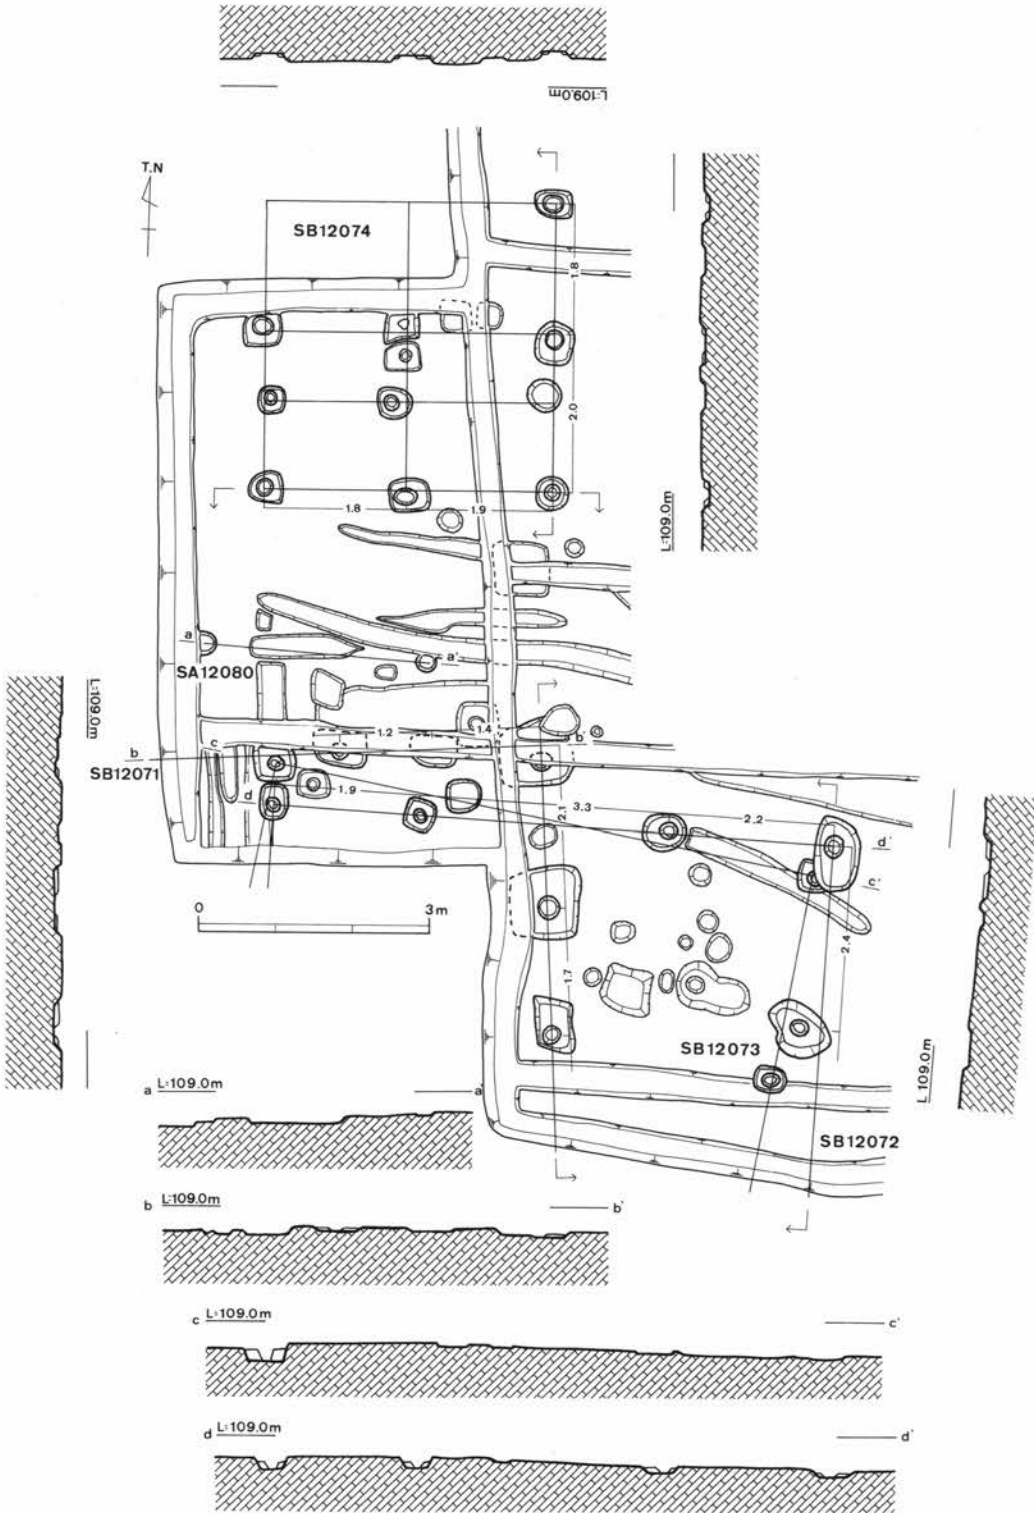 L=109.0m
T.N
SB12074
1.8
2.0
1.8
1.9
L=109.0m
a
a'
SA12080
L=109.0m
1.2
1.4
b
b'
c
SB12071
d
1.9
2.1
3.3
2.2
d'
c'
0
3m
2.4
1.7
SB12073
L 109.0m
SB12072
a L=109.0m a'
b L=109.0m b'
c L=109.0m c'
d L=109.0m d'